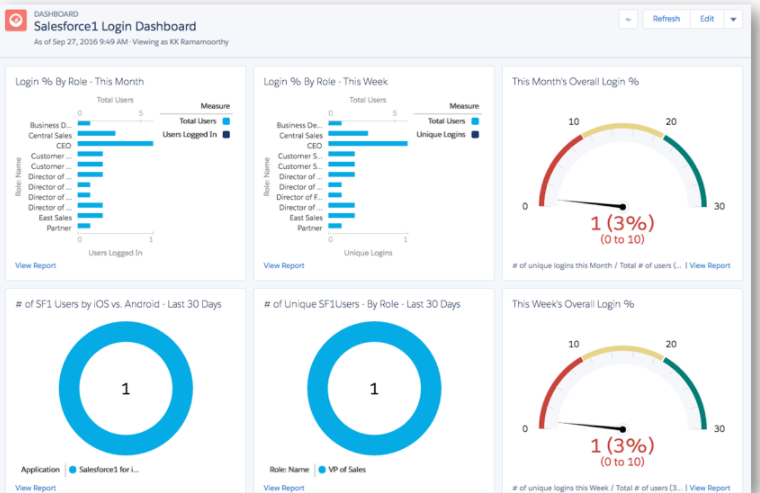 DASHBOARD
Salesforce1 Login Dashboard
As of Sep 27, 2016 9:49 AM·Viewing as KK Ramamoorthy
Refresh
Edit
Login % By Role - This Month
Total Users
0
5
Measure
Total Users
Users Logged In
Role: Name
Business D...
Central Sales
CEO
Customer ...
Customer ...
Director of ...
Director of ...
Director of ...
Director of ...
East Sales
Partner
0
1
Users Logged In
View Report
Login % By Role - This Week
Total Users
0
5
Measure
Total Users
Unique Logins
Role: Name
Business De...
Central Sales
CEO
Customer S...
Customer S...
Director of ...
Director of ...
Director of F...
Director of ...
East Sales
Partner
0
1
Unique Logins
View Report
This Month's Overall Login %
10
20
0
30
1 (3%)
(0 to 10)
# of unique logins this Month / Total # of users (... | View Report
# of SF1 Users by iOS vs. Android - Last 30 Days
1
Application
Salesforce1 for i...
View Report
# of Unique SF1Users - By Role - Last 30 Days
1
Role: Name
VP of Sales
View Report
This Week's Overall Login %
10
20
0
30
1 (3%)
(0 to 10)
# of unique logins this Week / Total # of users (3... | View Report